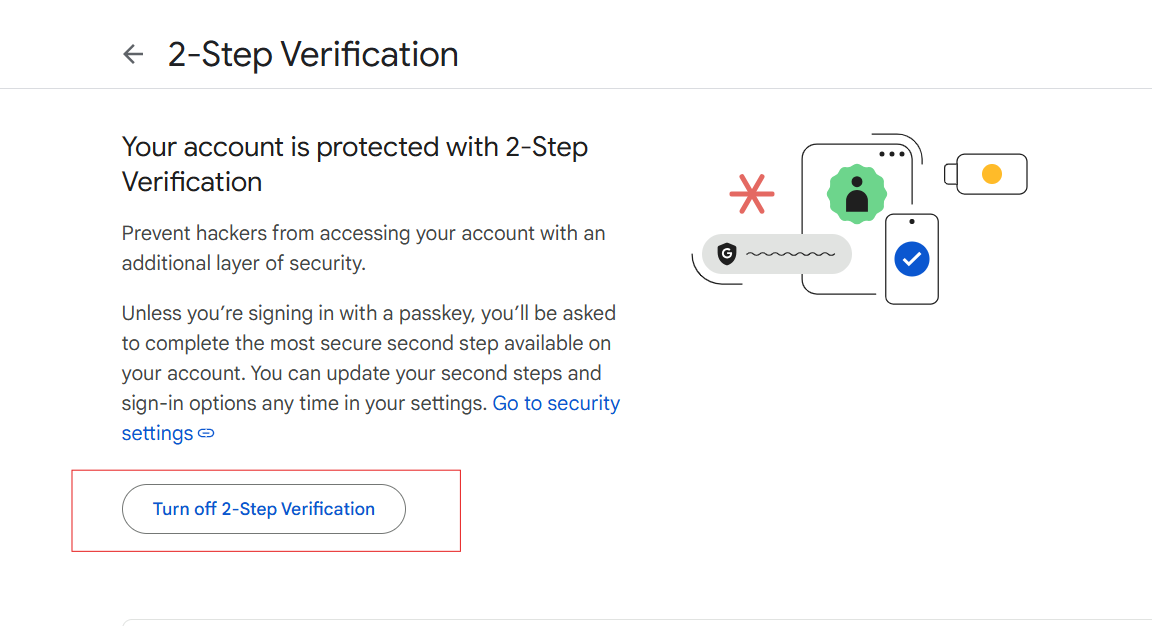 2-Step Verification
Your account is protected with 2-Step
Verification
Prevent hackers from accessing your account with an
additional layer of security.
Unless you’re signing in with a passkey, you’ll be asked
to complete the most secure second step available on
your account. You can update your second steps and
sign-in options any time in your settings. Go to security
settings
Turn off 2-Step Verification
G